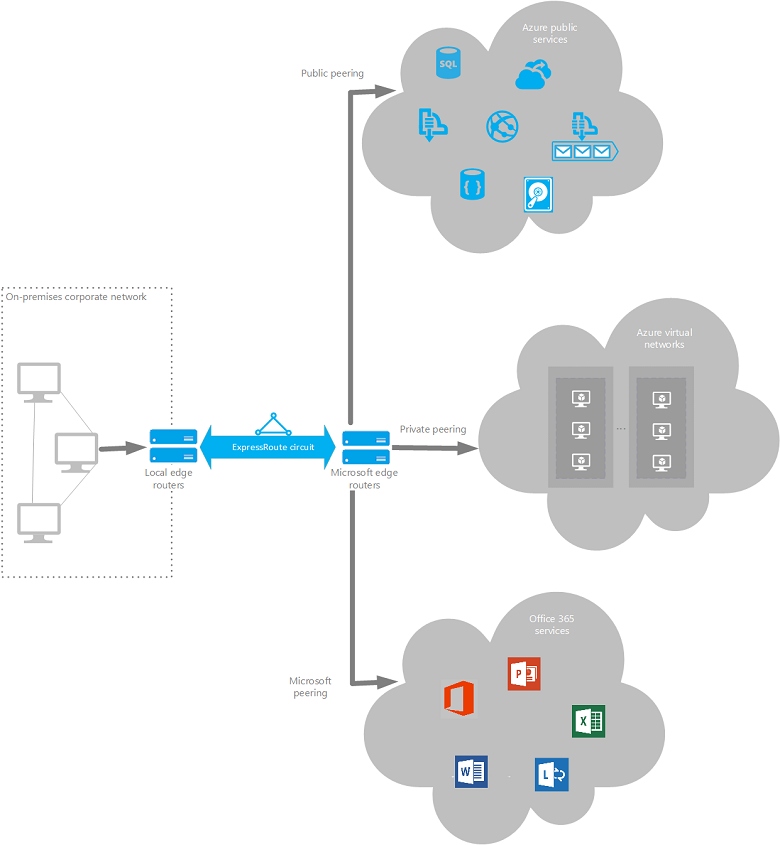 Azure public
services
SQL
Public peering
{ }
On-premises corporate network
Azure virtual
networks
...
Private peering
ExpressRoute circuit
Local edge
routers
Microsoft edge
routers
Office 365
services
Microsoft
peering
P
X
W
L